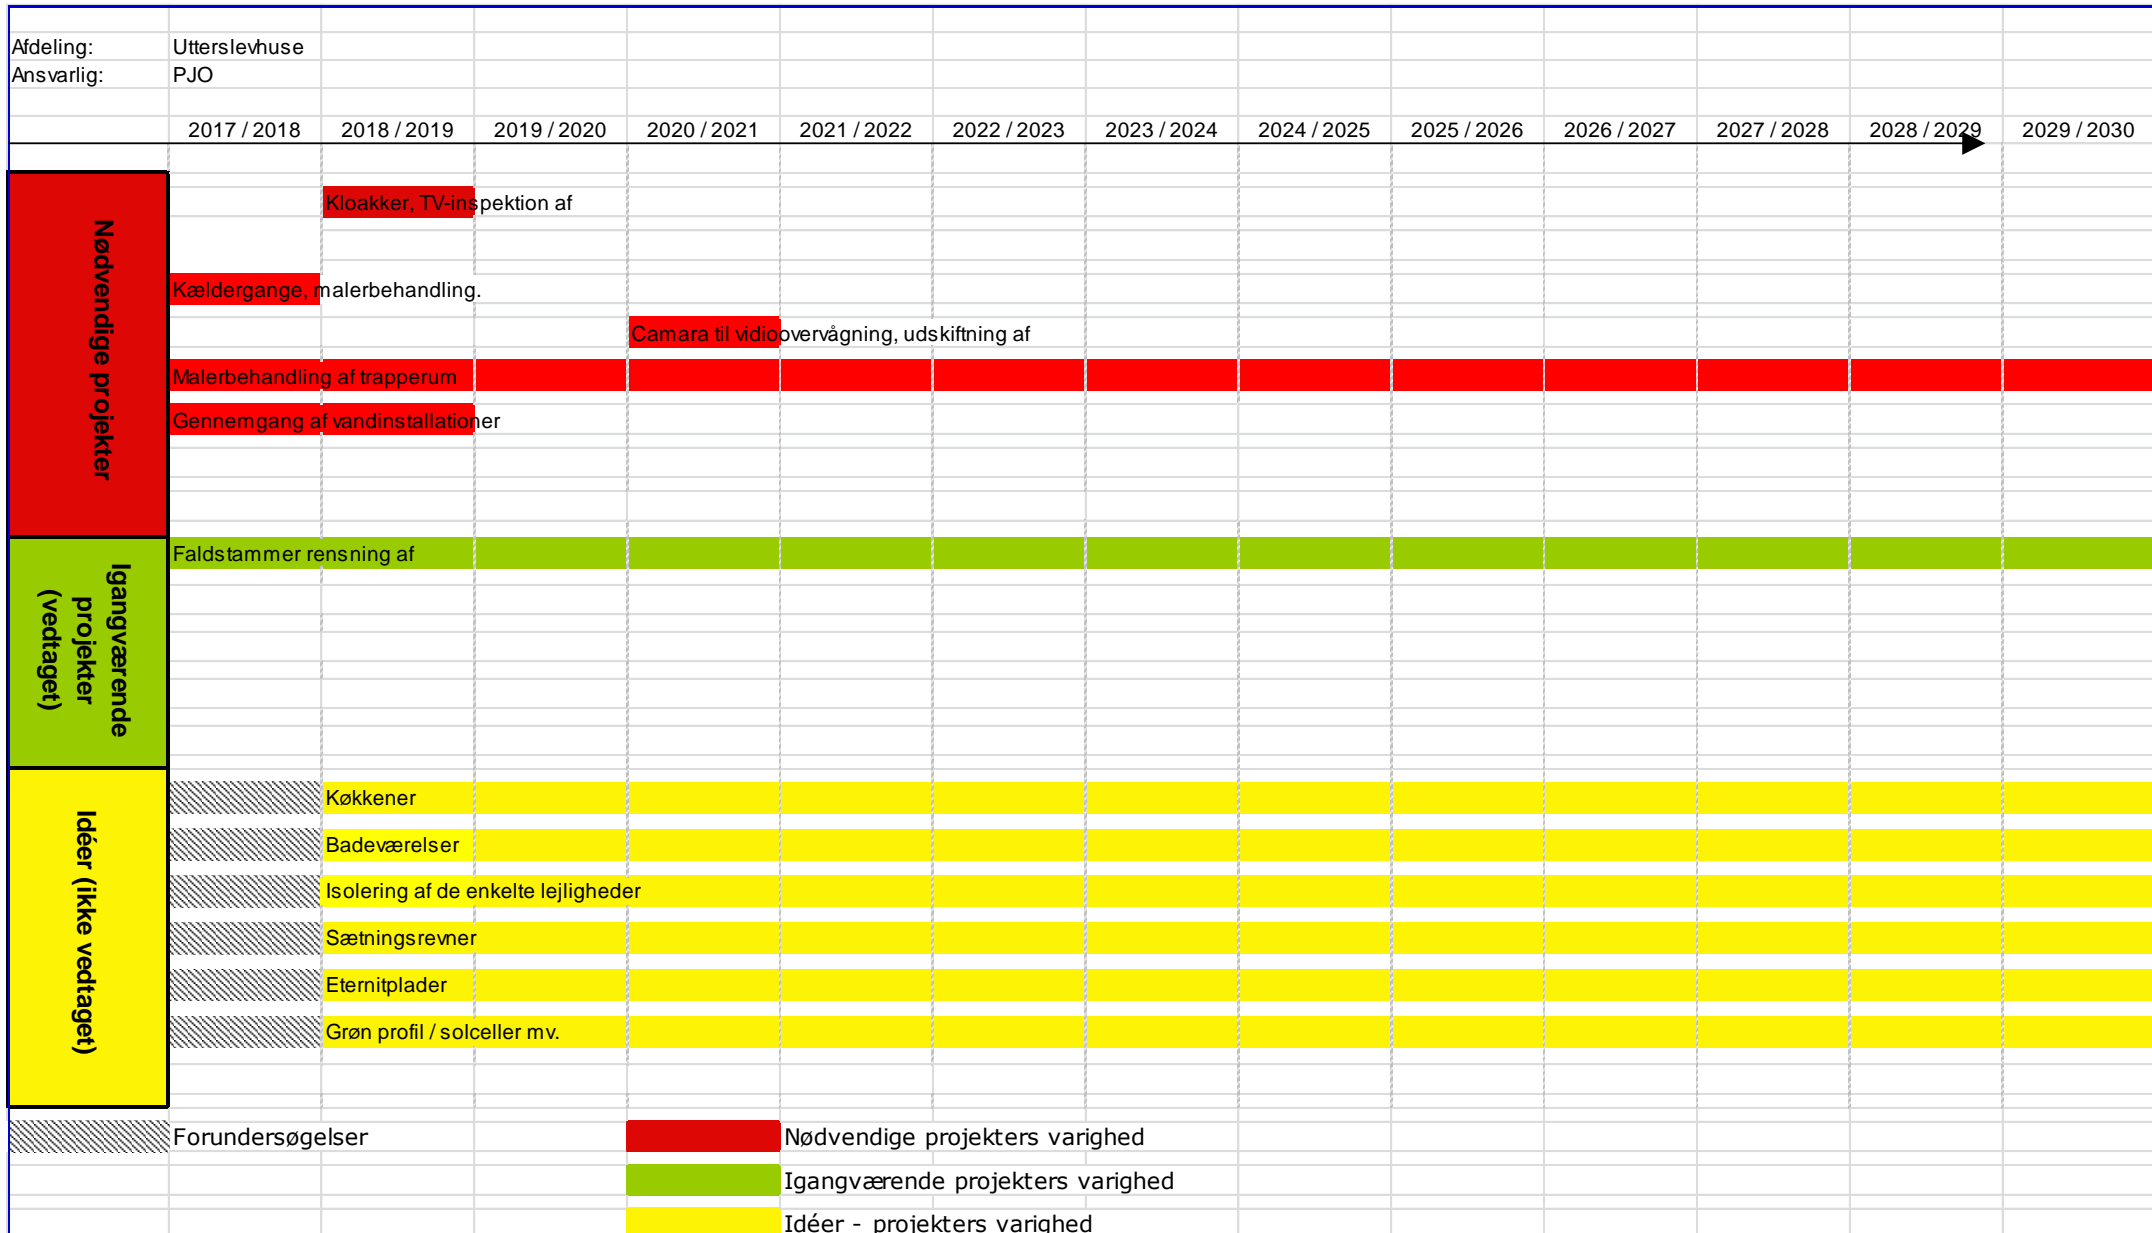 Afdeling: Utterslevhuse
Ansvarlig: PJO
2017 / 2018 2018 / 2019 2019 / 2020 2020 / 2021 2021 / 2022 2022 / 2023 2023 / 2024 2024 / 2025 2025 / 2026 2026 / 2027 2027 / 2028 2028 / 2029 2029 / 2030
Nødvendige projekter
Kloakker, TV-inspektion af
Kældergange, malerbehandling.
Camara til vidioovervågning, udskiftning af
Malerbehandling af trapperum
Gennemgang af vandinstallationer
Igangværende
projekter
(vedtaget)
Faldstammer rensning af
Idéer (ikke vedtaget)
Køkkener
Badeværelser
Isolering af de enkelte lejligheder
Sætningsrevner
Eternitplader
Grøn profil / solceller mv.
Forundersøgelser Nødvendige projekters varighed
Igangværende projekters varighed
Idéer - projekters varighed